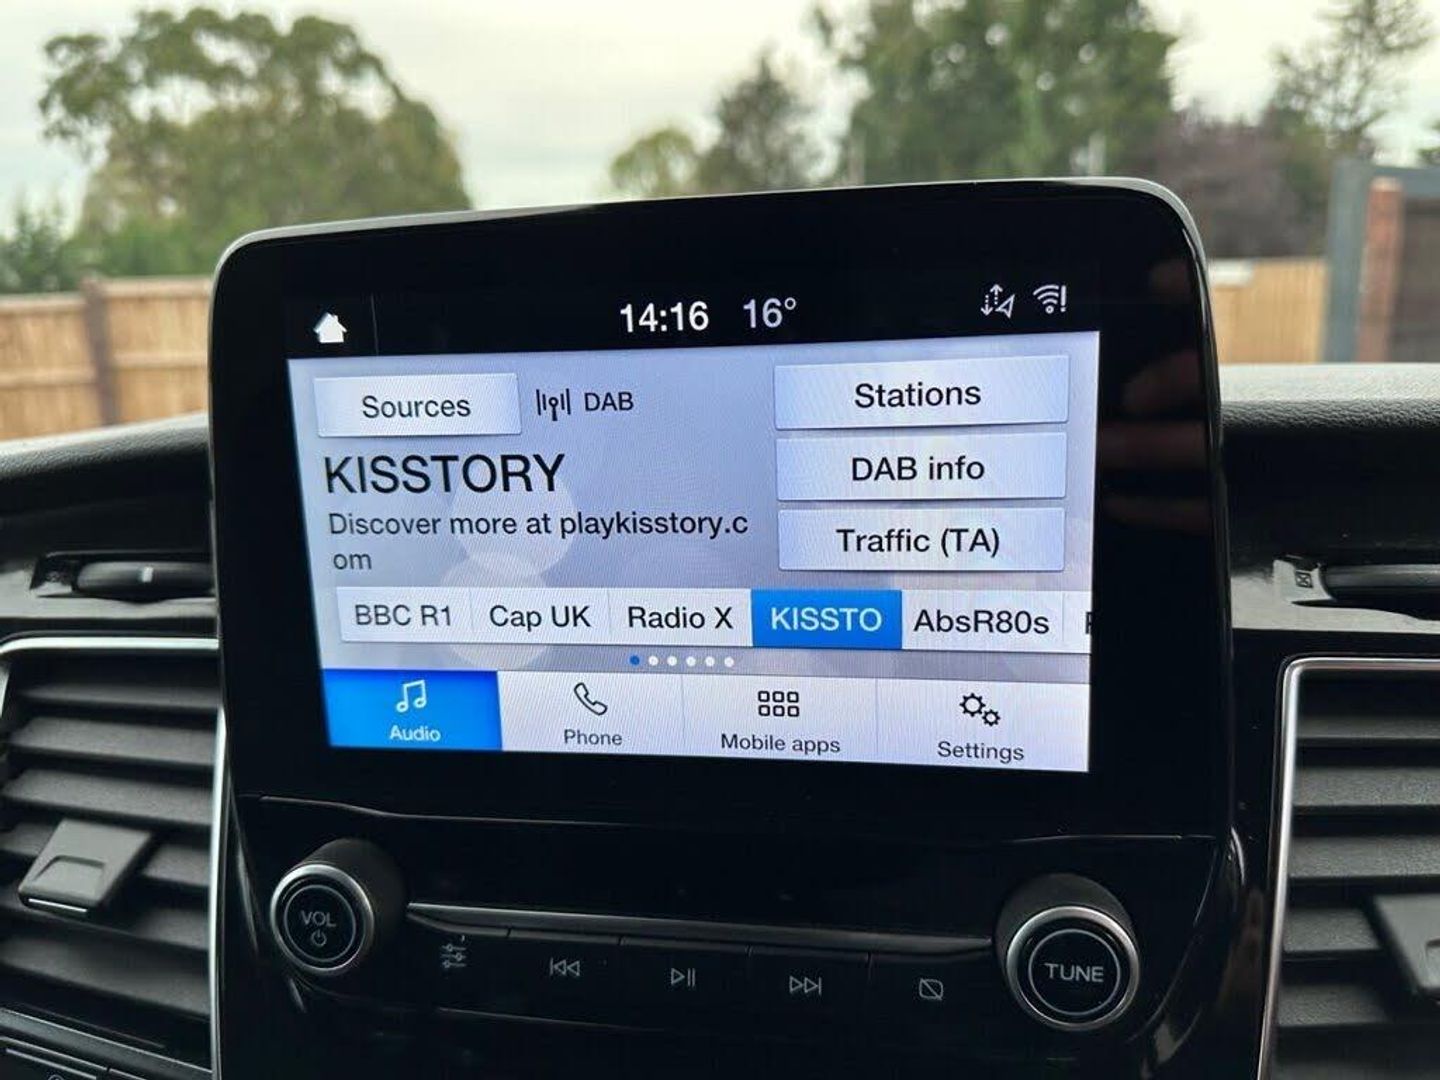 14:16 16°
Sources DAB Stations
KISSTORY DAB info
Discover more at playkisstory.c
om
Traffic (TA)
BBC R1 Cap UK Radio X KISSTO AbsR80s
Audio Phone Mobile apps Settings
VOL
TUNE